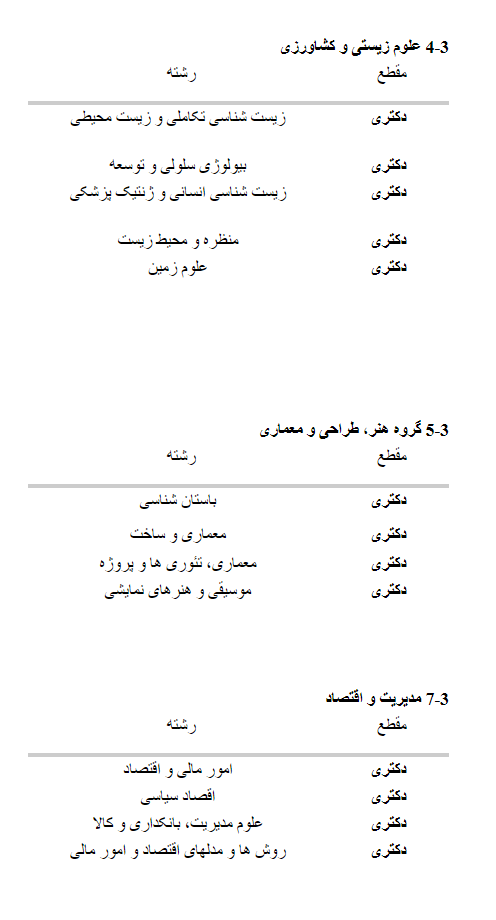 4-3 علوم زیستی و کشاورزی
مقطع رشته
دکتری زیست شناسی تکاملی و زیست محیطی
دکتری بیولوژی سلولی و توسعه
دکتری زیست شناسی انسانی و ژنتیک پزشکی
دکتری منظره و محیط زیست
دکتری علوم زمین
5-3 گروه هنر، طراحی و معماری
مقطع رشته
دکتری باستان شناسی
دکتری معماری و ساخت
دکتری معماری، تئوری ها و پروژه
دکتری موسیقی و هنرهای نمایشی
7-3 مدیریت و اقتصاد
مقطع رشته
دکتری امور مالی و اقتصاد
دکتری اقصاد سیاسی
دکتری علوم مدیریت، بانکداری و کالا
دکتری روش ها و مدلهای اقتصاد و امور مالی